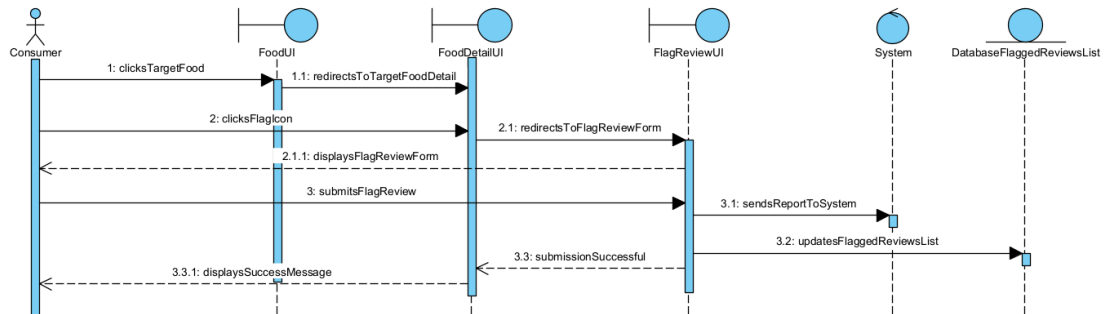 Consumer
FoodUI
FoodDetailUI
FlagReviewUI
System
DatabaseFlaggedReviewsList
1: clicksTargetFood
1.1: redirectsToTargetFoodDetail
2: clicksFlagIcon
2.1: redirectsToFlagReviewForm
2.1.1: displaysFlagReviewForm
3: submitsFlagReview
3.1: sendsReportToSystem
3.2: updatesFlaggedReviewsList
3.3: submissionSuccessful
3.3.1: displaysSuccessMessage